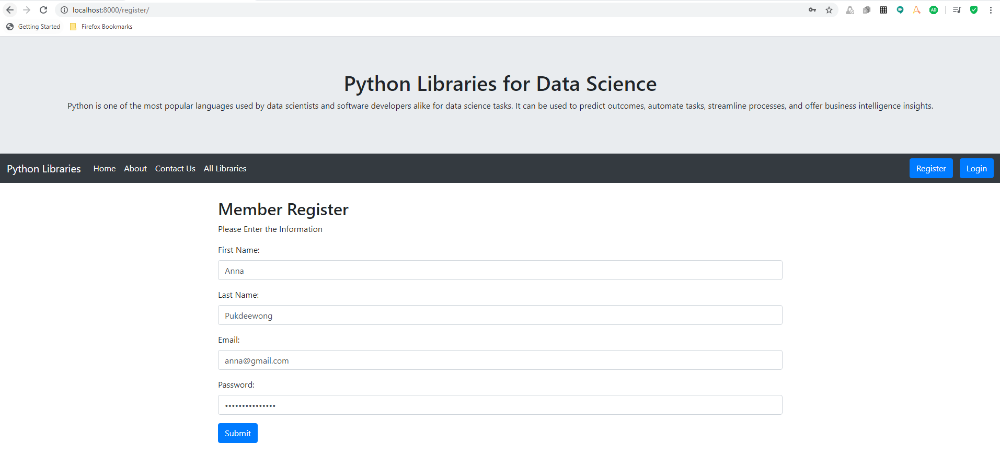 localhost:8000/register/
AD
Getting Started Firefox Bookmarks
Python Libraries for Data Science
Python is one of the most popular languages used by data scientists and software developers alike for data science tasks. It can be used to predict outcomes, automate tasks, streamline processes, and offer business intelligence insights.
Python Libraries Home About Contact Us All Libraries Register Login
Member Register
Please Enter the Information
First Name:
Anna
Last Name:
Pukdeewong
Email:
anna@gmail.com
Password:
•••••••••••••••
Submit